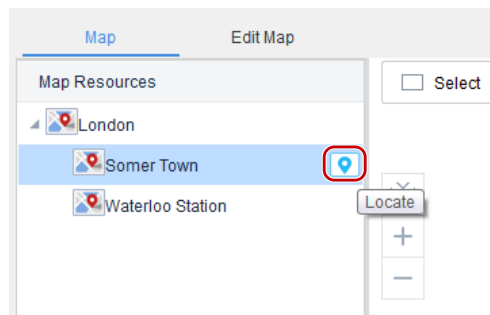 Map Edit Map
Map Resources
Select
London
Somer Town
Waterloo Station
Locate